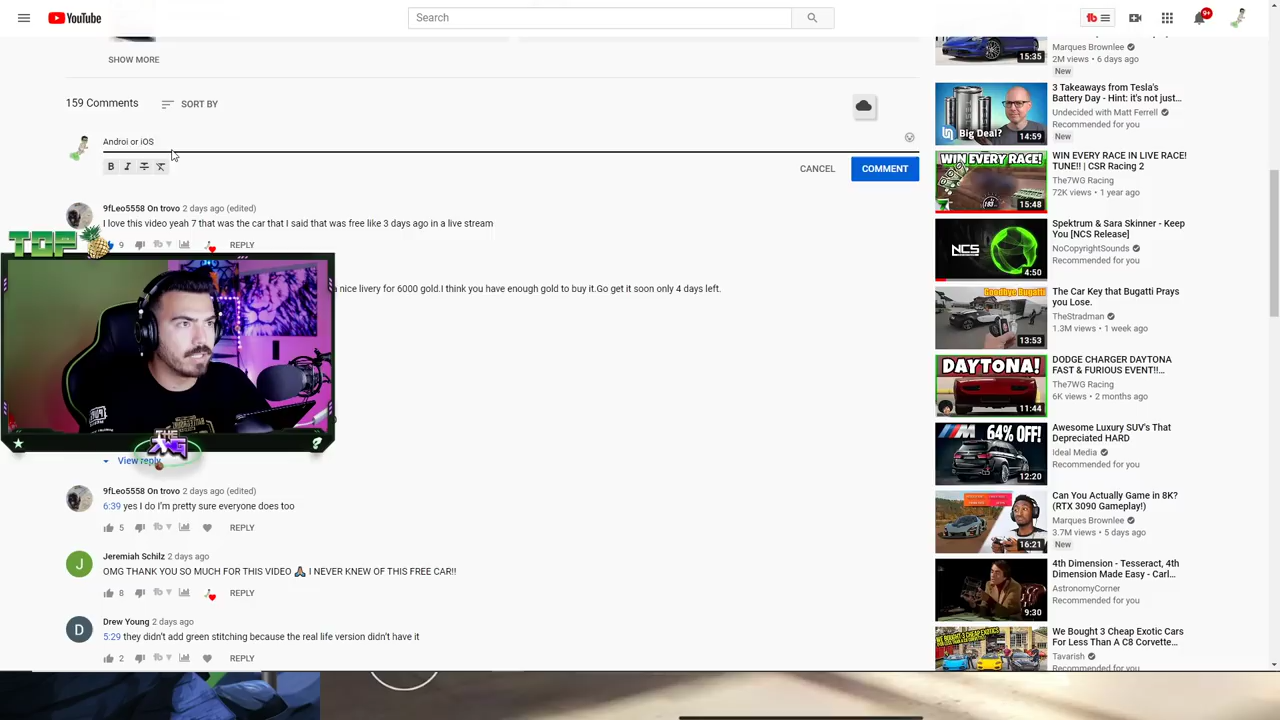 YouTube
Search
tb
9+
SHOW MORE
159 Comments
SORT BY
Androi or iOS
B I S T
CANCEL
COMMENT
9fLeo5558 On trovo 2 days ago (edited)
I love this video yeah 7 that was the car that I said that was free like 3 days ago in a live stream
9
REPLY
TOP
nice livery for 6000 gold.I think you have enough gold to buy it.Go get it soon only 4 days left.
THE
View reply
9fLeo5558 On trovo 2 days ago (edited)
6:39 yes I do I'm pretty sure everyone does too
5
REPLY
Jeremiah Schilz 2 days ago
OMG THANK YOU SO MUCH FOR THIS VIDEO 🙏 I NEVER NEW OF THIS FREE CAR!!
8
REPLY
Drew Young 2 days ago
5:29 they didn't add green stitching because the real life version didn't have it
2
REPLY
15:35
Marques Brownlee
2M views • 6 days ago
New
Big Deal?
14:59
3 Takeaways from Tesla's
Battery Day - Hint: it's not just...
Undecided with Matt Ferrell
Recommended for you
New
WIN EVERY RACE!
15:48
WIN EVERY RACE IN LIVE RACE!
TUNE!! | CSR Racing 2
The7WG Racing
72K views • 1 year ago
NCS
4:50
Spektrum & Sara Skinner - Keep
You [NCS Release]
NoCopyrightSounds
Recommended for you
Goodbye Bugatti
13:53
The Car Key that Bugatti Prays
you Lose.
TheStradman
1.3M views • 1 week ago
DAYTONA!
11:44
DODGE CHARGER DAYTONA
FAST & FURIOUS EVENT!!...
The7WG Racing
6K views • 2 months ago
64% OFF!
12:20
Awesome Luxury SUV's That
Depreciated HARD
Ideal Media
Recommended for you
16:21
Can You Actually Game in 8K?
(RTX 3090 Gameplay!)
Marques Brownlee
3.7M views • 5 days ago
New
9:30
4th Dimension - Tesseract, 4th
Dimension Made Easy - Carl...
AstronomyCorner
Recommended for you
WE BOUGHT 3 CHEAP EXOTICS
We Bought 3 Cheap Exotic Cars
For Less Than A C8 Corvette...
Tavarish
Recommended for you